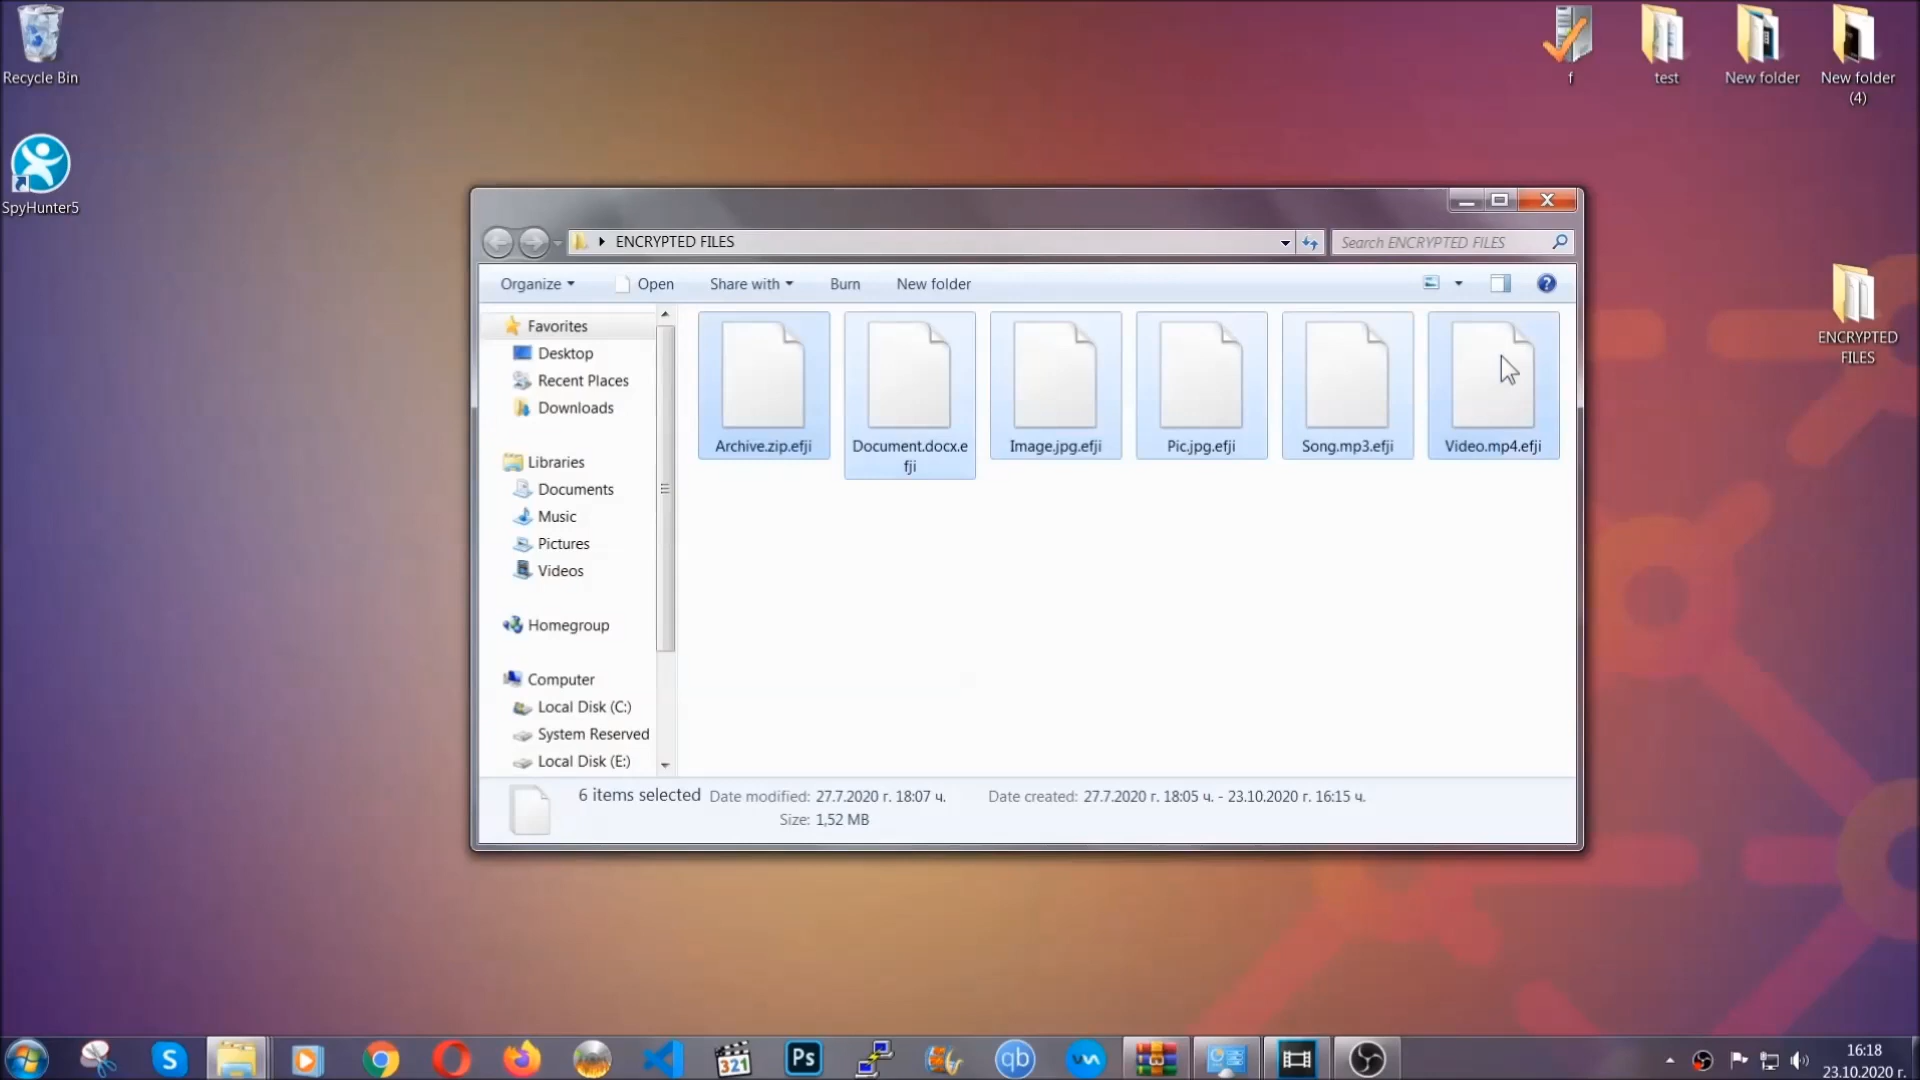 Recycle Bin
SpyHunter5
f
test
New folder
New folder
(4)
ENCRYPTED
FILES
ENCRYPTED FILES
Search ENCRYPTED FILES
Organize
Open
Share with
Burn
New folder
Favorites
Desktop
Recent Places
Downloads
Libraries
Documents
Music
Pictures
Videos
Homegroup
Computer
Local Disk (C:)
System Reserved
Local Disk (E:)
Archive.zip.efji
Document.docx.e
fji
Image.jpg.efji
Pic.jpg.efji
Song.mp3.efji
Video.mp4.efji
6 items selected
Date modified: 27.7.2020 г. 18:07 ч.
Date created: 27.7.2020 г. 18:05 ч. - 23.10.2020 г. 16:15 ч.
Size: 1,52 MB
S
321
Ps
qb
16:18
23.10.2020 г.